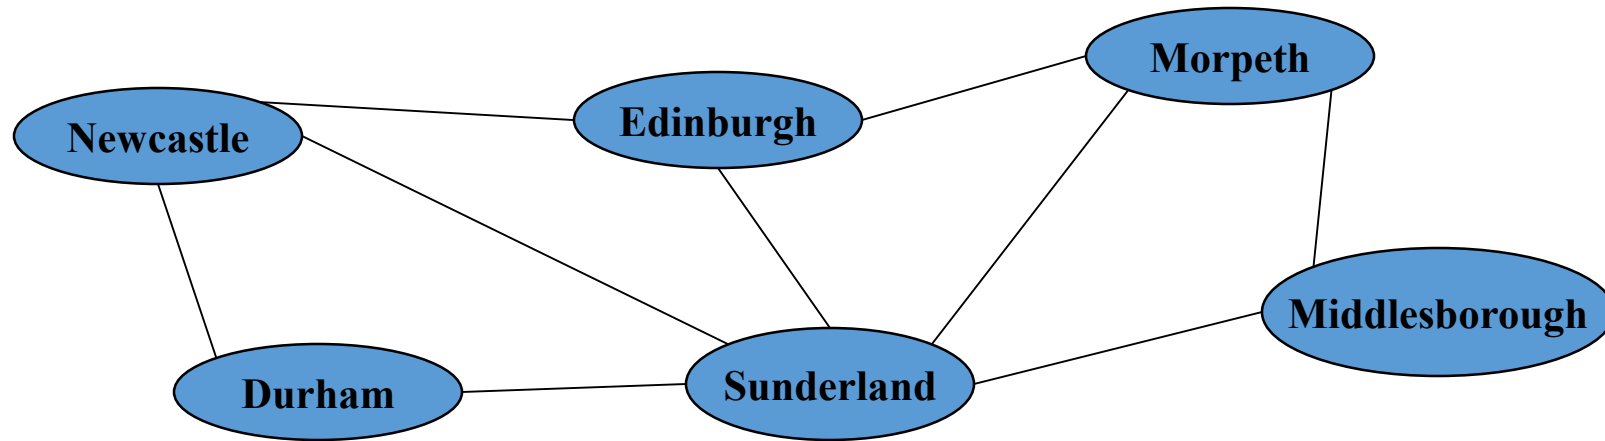 Morpeth
Edinburgh
Newcastle
Middlesborough
Sunderland
Durham